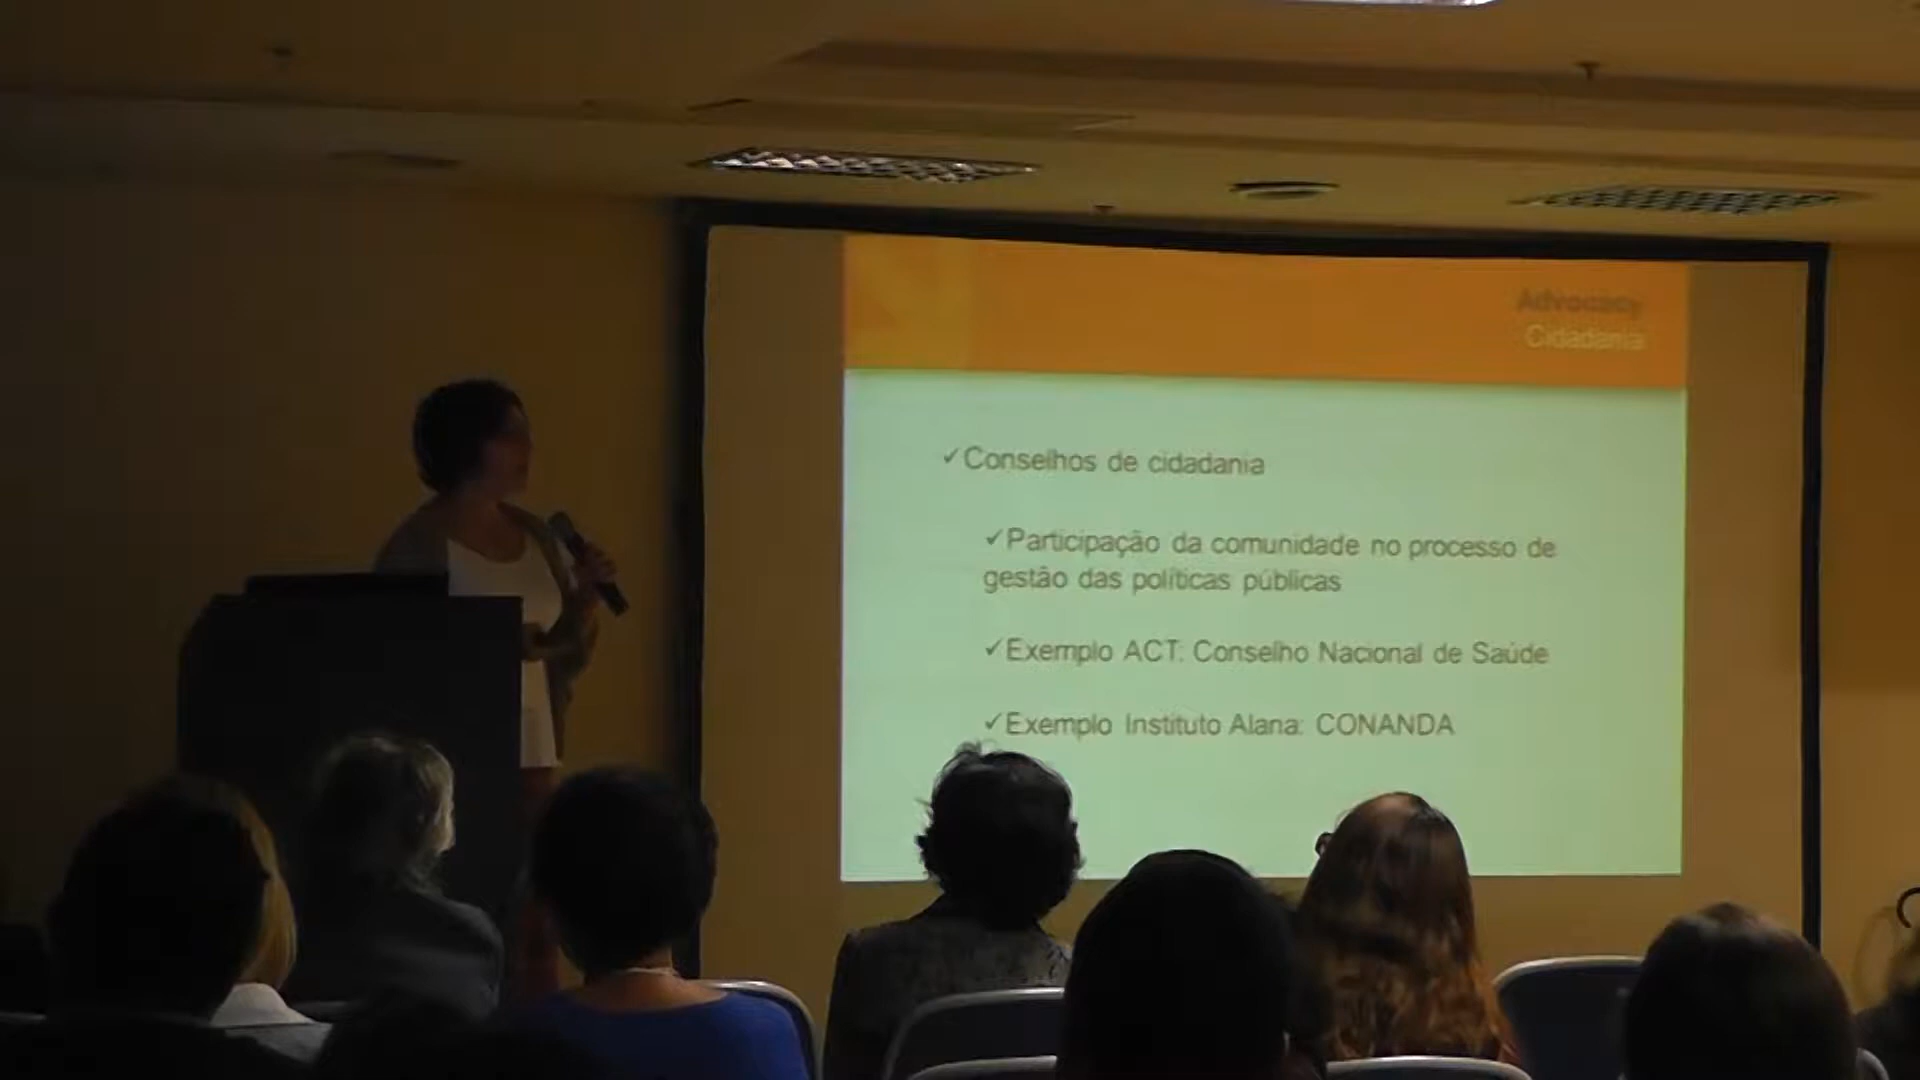 Advocacy
Cidadania
✓Conselhos de cidadania
✓Participação da comunidade no processo de
gestão das políticas públicas
✓Exemplo ACT: Conselho Nacional de Saúde
✓Exemplo Instituto Alana: CONANDA